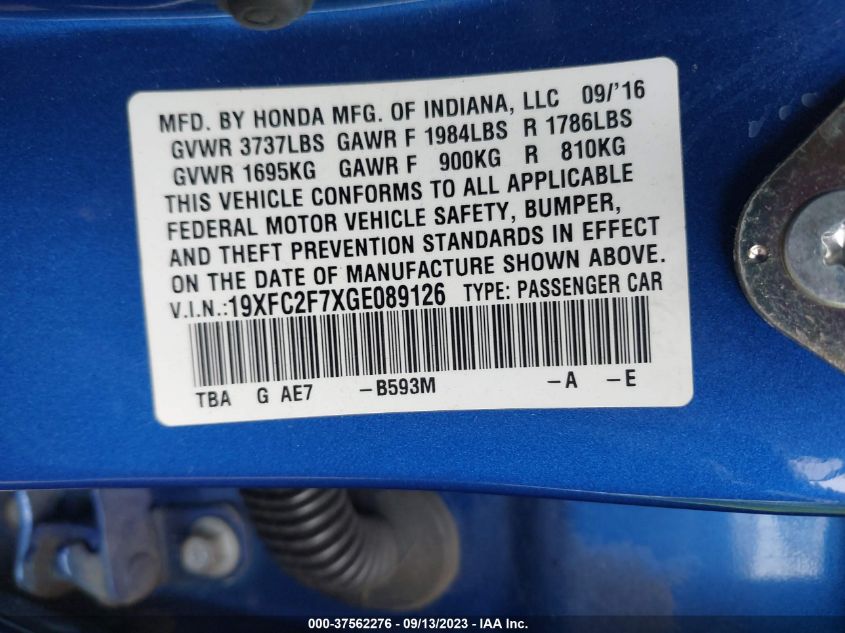 MFD. BY HONDA MFG. OF INDIANA, LLC 09/'16
GVWR 3737LBS GAWR F 1984LBS R 1786LBS
GVWR 1695KG GAWR F 900KG R 810KG
THIS VEHICLE CONFORMS TO ALL APPLICABLE
FEDERAL MOTOR VEHICLE SAFETY, BUMPER,
AND THEFT PREVENTION STANDARDS IN EFFECT
ON THE DATE OF MANUFACTURE SHOWN ABOVE.
V.I.N.:19XFC2F7XGE089126 TYPE: PASSENGER CAR
TBA G AE7 -B593M -A -E
000-37562276 - 09/13/2023 - IAA Inc.